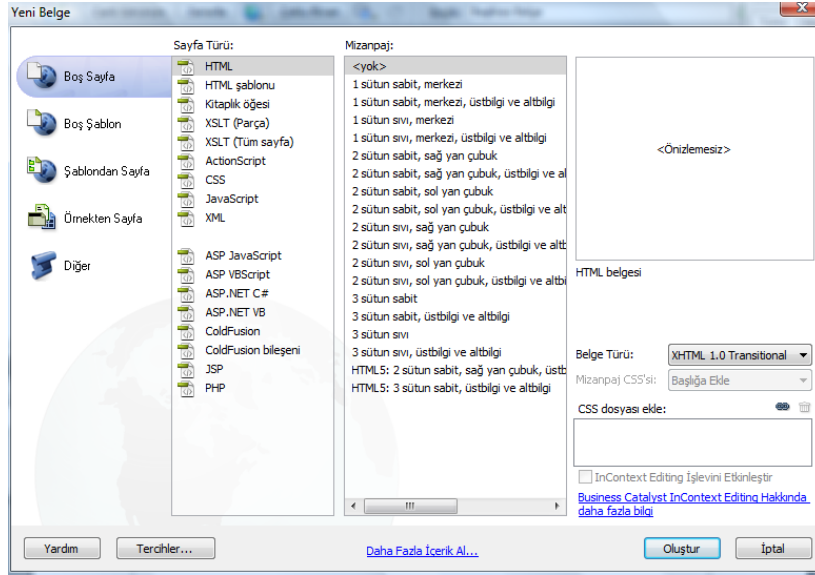 Yeni Belge
Boş Sayfa
Boş Şablon
Şablondan Sayfa
Örnekten Sayfa
Diğer
Sayfa Türü:
HTML
HTML şablonu
Kitaplık öğesi
XSLT (Parça)
XSLT (Tüm sayfa)
ActionScript
CSS
JavaScript
XML
ASP JavaScript
ASP VBScript
ASP.NET C#
ASP.NET VB
ColdFusion
ColdFusion bileşeni
JSP
PHP
Mizanpaj:
<yok>
1 sütun sabit, merkezi
1 sütun sabit, merkezi, üstbilgi ve altbilgi
1 sütun sıvı, merkezi
1 sütun sıvı, merkezi, üstbilgi ve altbilgi
2 sütun sabit, sağ yan çubuk
2 sütun sabit, sağ yan çubuk, üstbilgi ve al
2 sütun sabit, sol yan çubuk
2 sütun sabit, sol yan çubuk, üstbilgi ve alt
2 sütun sıvı, sağ yan çubuk
2 sütun sıvı, sağ yan çubuk, üstbilgi ve altb
2 sütun sıvı, sol yan çubuk
2 sütun sıvı, sol yan çubuk, üstbilgi ve altbi
3 sütun sabit
3 sütun sabit, üstbilgi ve altbilgi
3 sütun sıvı
3 sütun sıvı, üstbilgi ve altbilgi
HTML5: 2 sütun sabit, sağ yan çubuk, üstb
HTML5: 3 sütun sabit, üstbilgi ve altbilgi
<Önizlemesiz>
HTML belgesi
Belge Türü: XHTML 1.0 Transitional
Mizanpaj CSS'si: Başlığa Ekle
CSS dosyası ekle:
InContext Editing İşlevini Etkinleştir
Business Catalyst InContext Editing Hakkında
daha fazla bilgi
Yardım
Tercihler...
Daha Fazla İçerik Al...
Oluştur
İptal